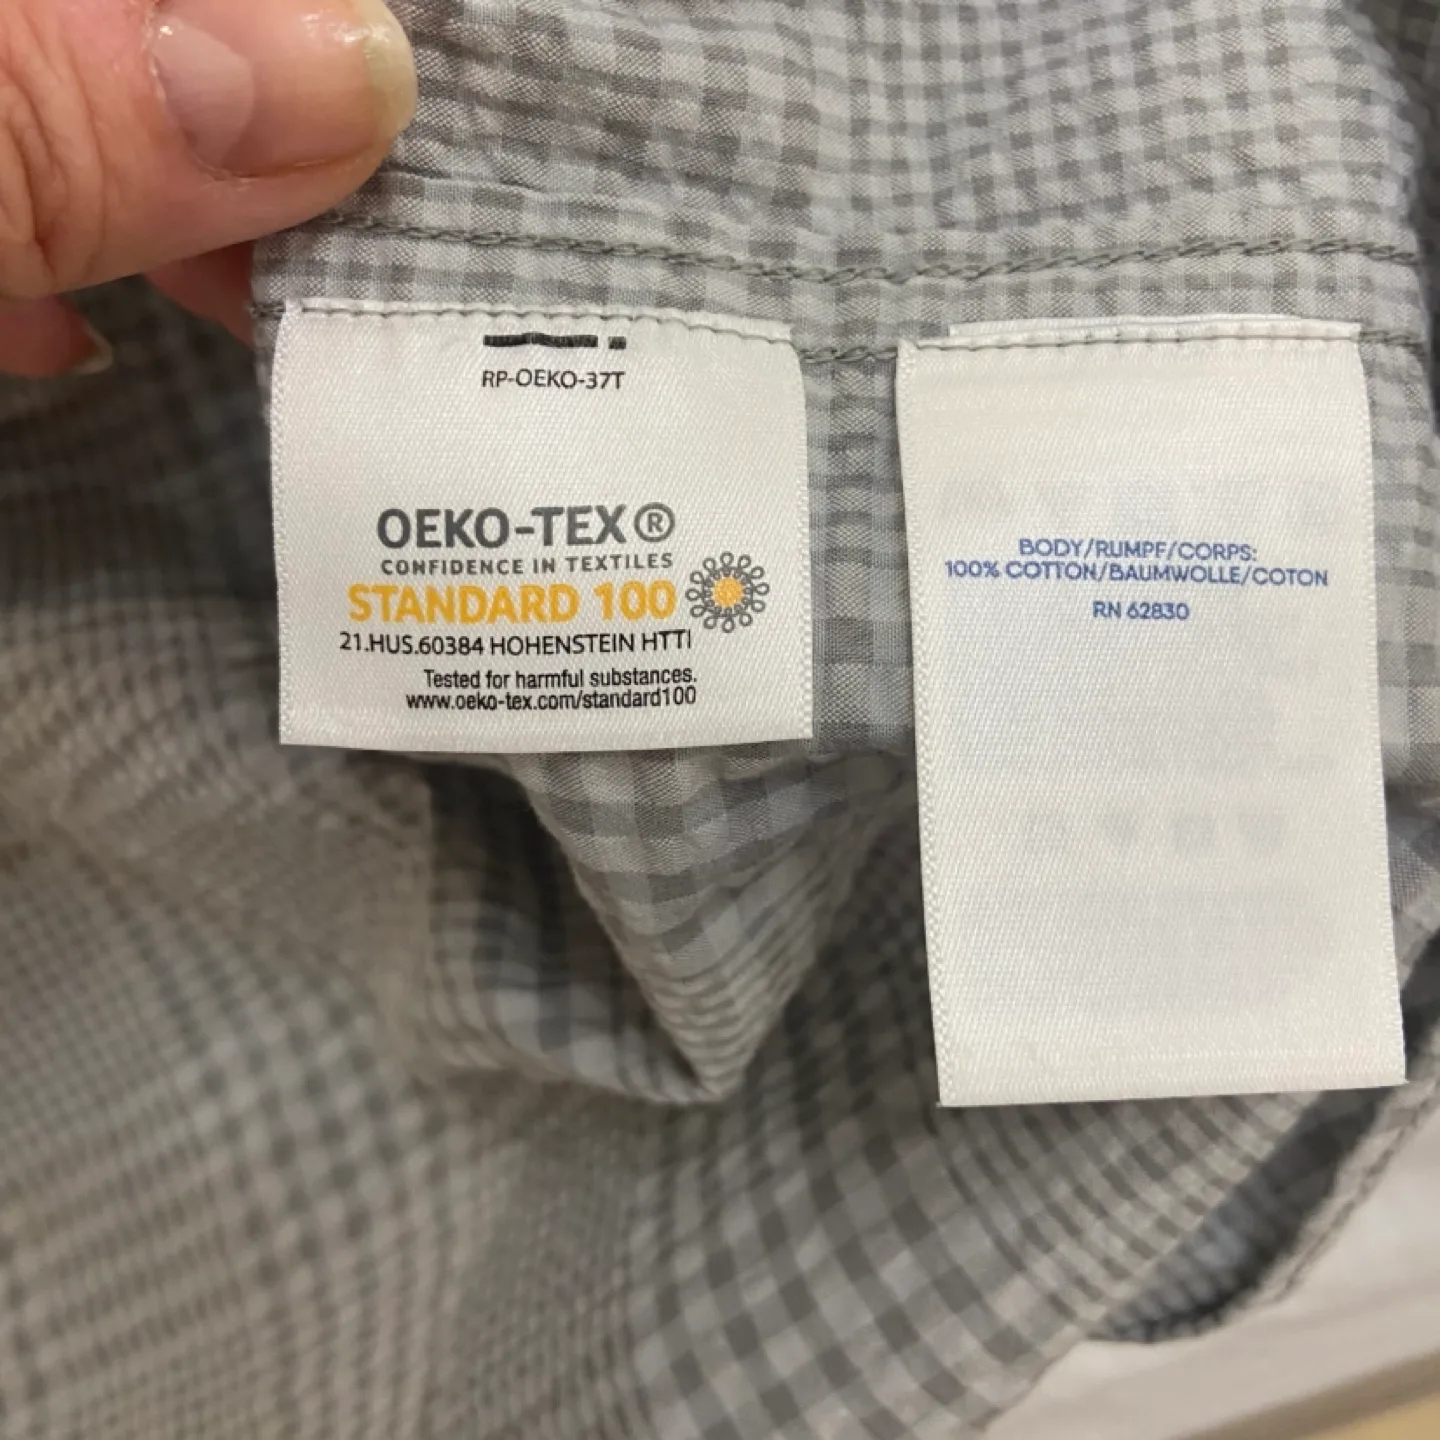 RP-OEKO-37T
OEKO-TEX®
CONFIDENCE IN TEXTILES
STANDARD 100
21.HUS.60384 HOHENSTEIN HTTI
Tested for harmful substances.
www.oeko-tex.com/standard100
BODY/RUMPF/CORPS:
100% COTTON/BAUMWOLLE/COTON
RN 62830